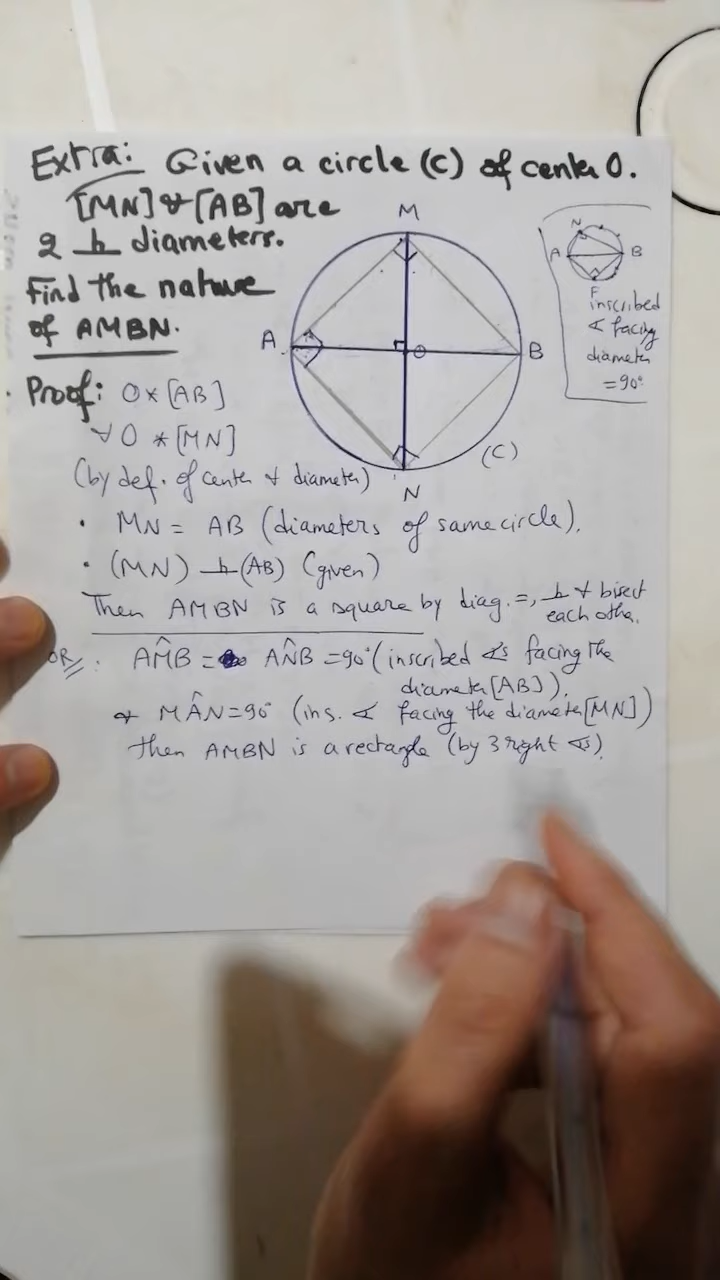 Extra: Given a circle (C) of center O.
[MN] & [AB] are
2 ⊥ diameters.
Find the nature
of AMBN.
M
A
O
B
(C)
N
N
A
B
F
inscribed
∢ facing
diameter
= 90°
Proof: O * [AB]
& O * [MN]
(by def. of center & diameter)
• MN = AB (diameters of same circle).
• (MN) ⊥ (AB) (given)
Then AMBN is a square by diag. =, ⊥ & bisect
each other.
OR. AM̂B = AN̂B = 90° (inscribed ∢s facing the
diameter [AB]).
& MÂN = 90° (ins. ∢ facing the diameter [MN])
then AMBN is a rectangle (by 3 right ∢s).